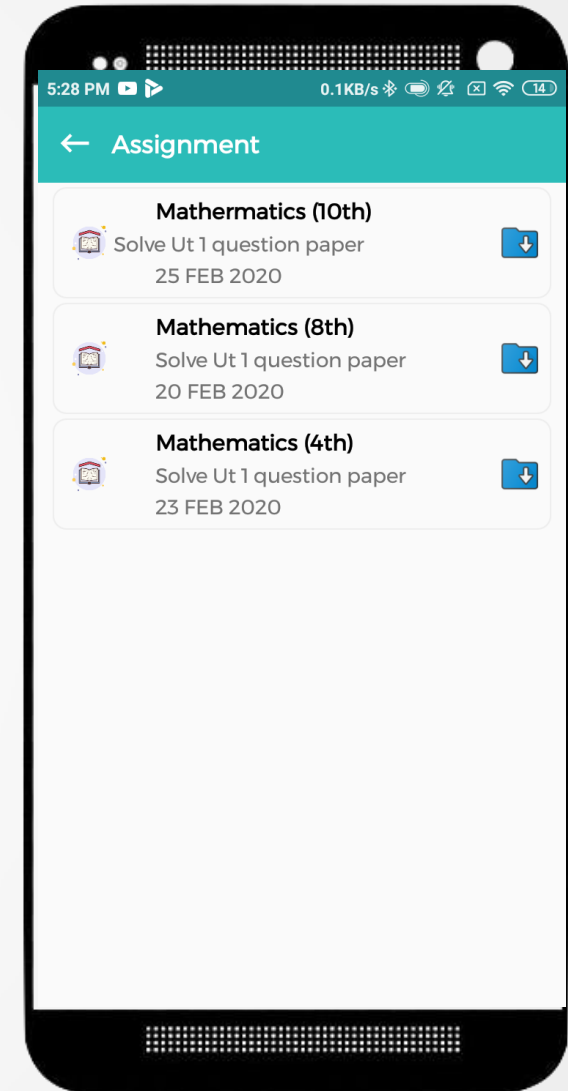 5:28 PM 0.1KB/s 14
Assignment
Mathermatics (10th)
Solve Ut 1 question paper
25 FEB 2020
Mathematics (8th)
Solve Ut 1 question paper
20 FEB 2020
Mathematics (4th)
Solve Ut 1 question paper
23 FEB 2020